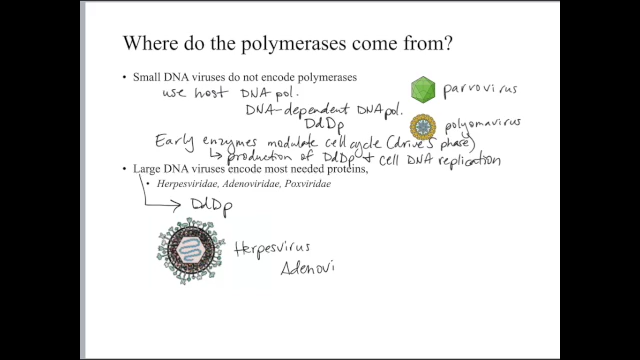 Where do the polymerases come from?
• Small DNA viruses do not encode polymerases
use host DNA pol.
parvovirus
DNA-dependent DNA pol.
DdDp
polyomavirus
Early enzymes modulate cell cycle (drive S phase)
↳ production of DdDp & cell DNA replication
• Large DNA viruses encode most needed proteins,
• Herpesviridae, Adenoviridae, Poxviridae
→ DdDp
Herpesvirus
Adenovi